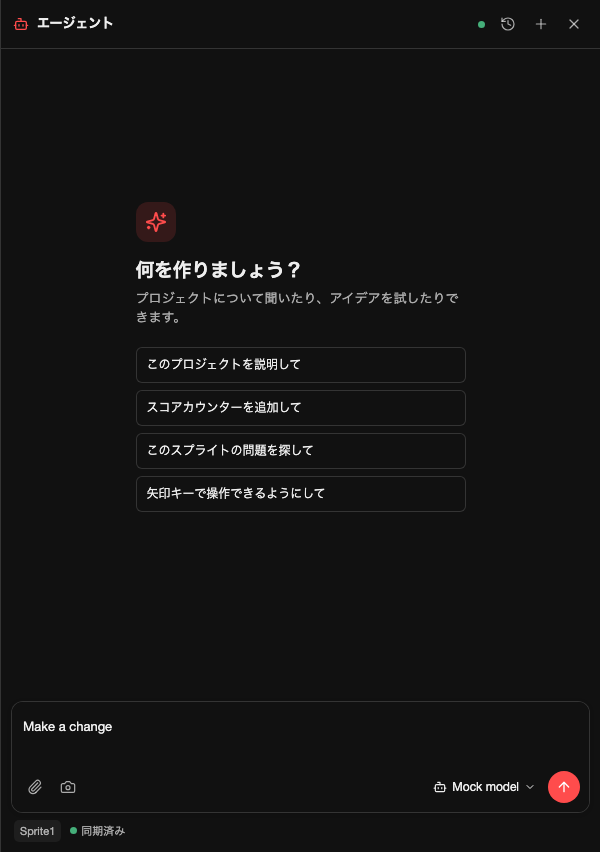 エージェント
何を作りましょう？
プロジェクトについて聞いたり、アイデアを試したりで
きます。
このプロジェクトを説明して
スコアカウンターを追加して
このスプライトの問題を探して
矢印キーで操作できるようにして
Make a change
Mock model
Sprite1
同期済み